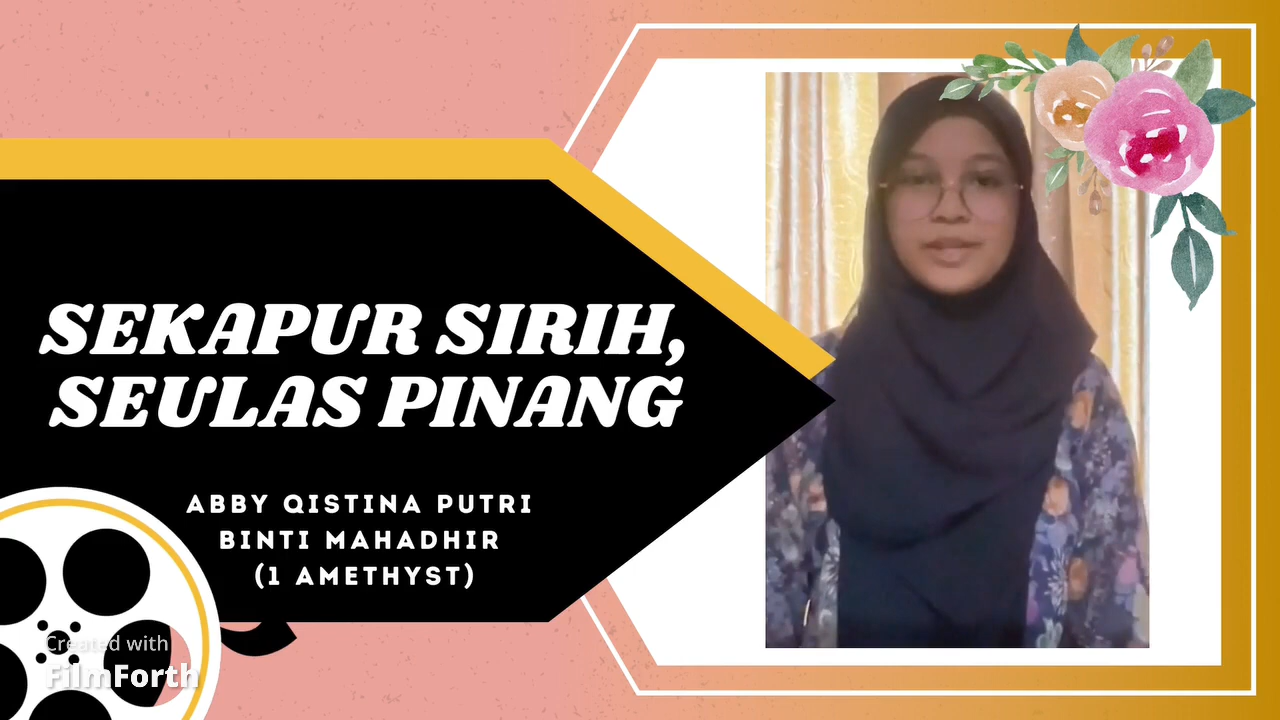 SEKAPUR SIRIH,
SEULAS PINANG
ABBY QISTINA PUTRI
BINTI MAHADHIR
(1 AMETHYST)
Created with
FilmForth